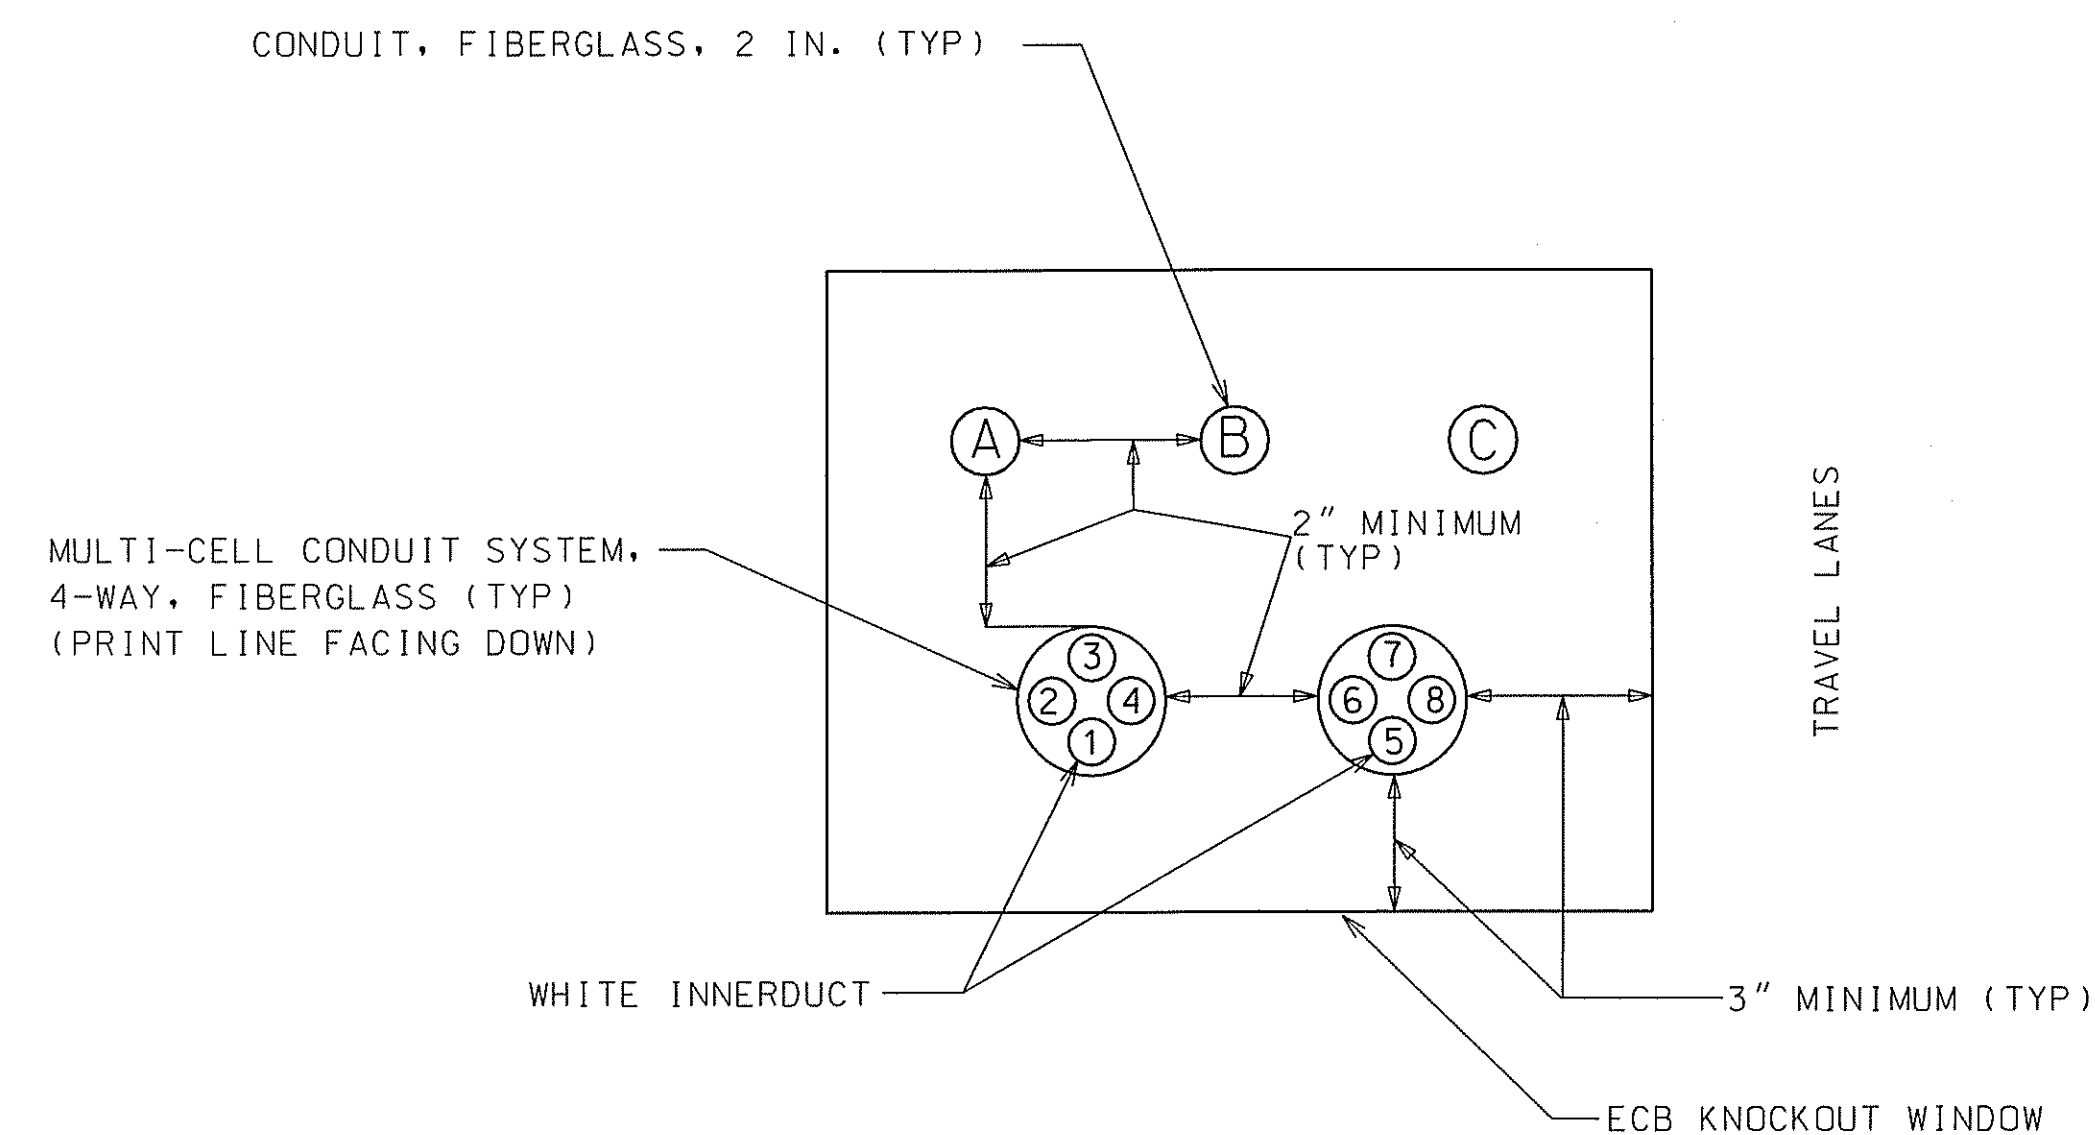 CONDUIT, FIBERGLASS, 2 IN. (TYP)
A
B
C
2" MINIMUM
(TYP)
TRAVEL LANES
MULTI-CELL CONDUIT SYSTEM,
4-WAY, FIBERGLASS (TYP)
(PRINT LINE FACING DOWN)
3
2
4
1
7
6
8
5
WHITE INNERDUCT
3" MINIMUM (TYP)
ECB KNOCKOUT WINDOW